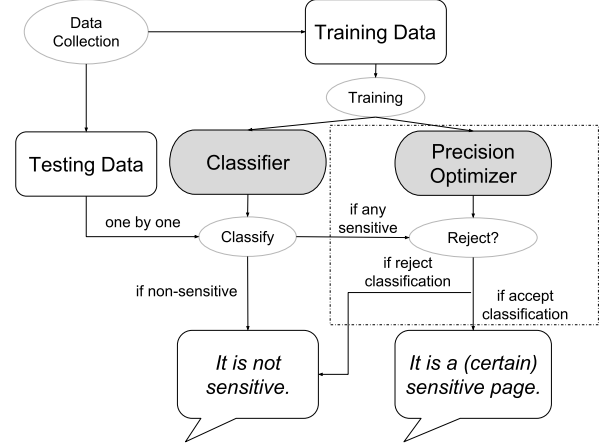 Data
Collection
Training Data
Training
Testing Data
Classifier
Precision
Optimizer
one by one
Classify
if any
sensitive
Reject?
if non-sensitive
if reject
classification
if accept
classification
It is not
sensitive.
It is a (certain)
sensitive page.